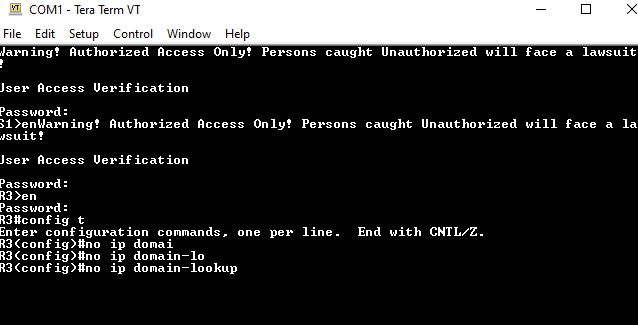 COM1 - Tera Term VT
File Edit Setup Control Window Help
Warning! Authorized Access Only! Persons caught Unauthorized will face a lawsuit
!
User Access Verification
Password:
S1>enWarning! Authorized Access Only! Persons caught Unauthorized will face a la
wsuit!
User Access Verification
Password:
R3>en
Password:
R3#config t
Enter configuration commands, one per line.  End with CNTL/Z.
R3(config)#no ip domai
R3(config)#no ip domain-lo
R3(config)#no ip domain-lookup